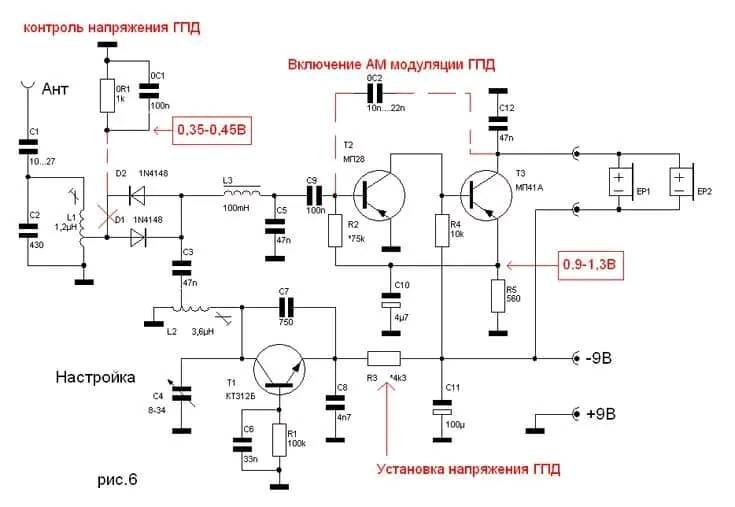 контроль напряжения ГПД
Включение АМ модуляции ГПД
0C1
0C2
Ант
0R1
1k
100n
10n....22n
C12
47n
0,35-0,45В
C1
10...27
T2
МП28
D2
1N4148
T3
МП41А
L3
C9
EP1
EP2
100mH
100n
C2
430
L1
1,2µH
D1
1N4148
C5
47n
R2
*75k
R4
10k
C3
47n
0.9-1,3В
C10
4µ7
R5
560
C7
750
L2
3,6µH
-9В
Настройка
T1
КТ312Б
R3
*4k3
C4
8-34
C8
4n7
C11
100µ
+9В
C6
33n
R1
100k
Установка напряжения ГПД
рис.6